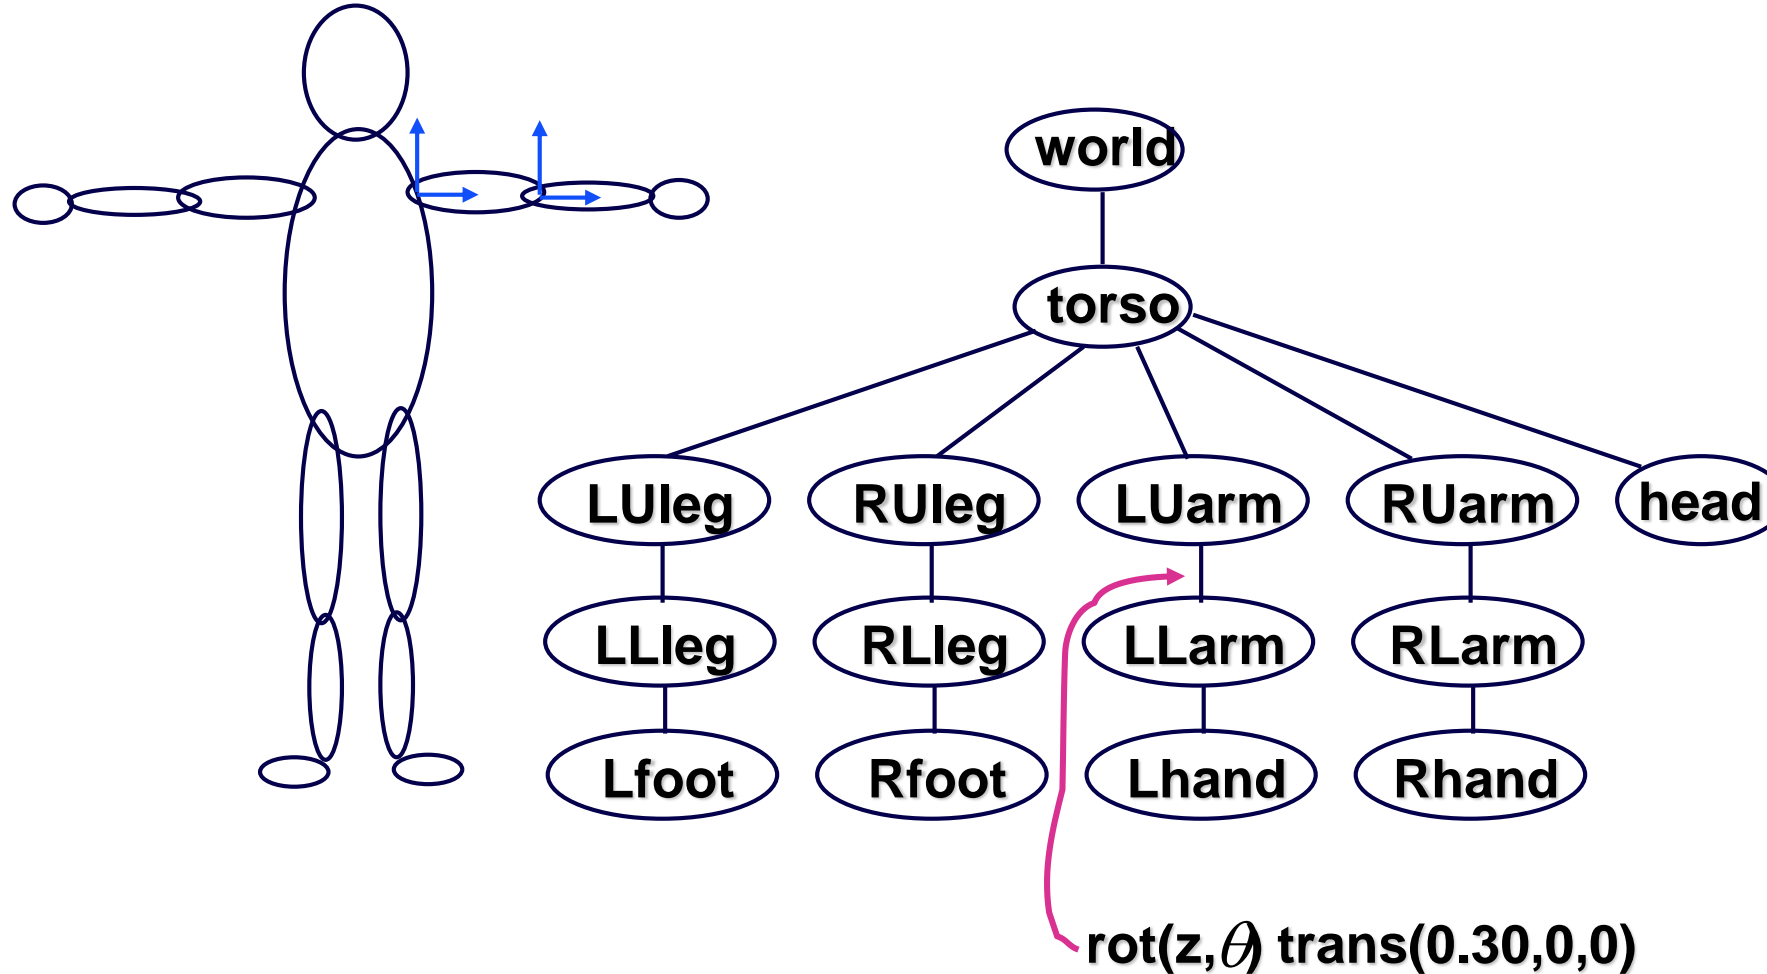 world
torso
LUleg RUleg LUarm RUarm head
LLleg RLleg LLarm RLarm
Lfoot Rfoot Lhand Rhand
rot(z,θ) trans(0.30,0,0)